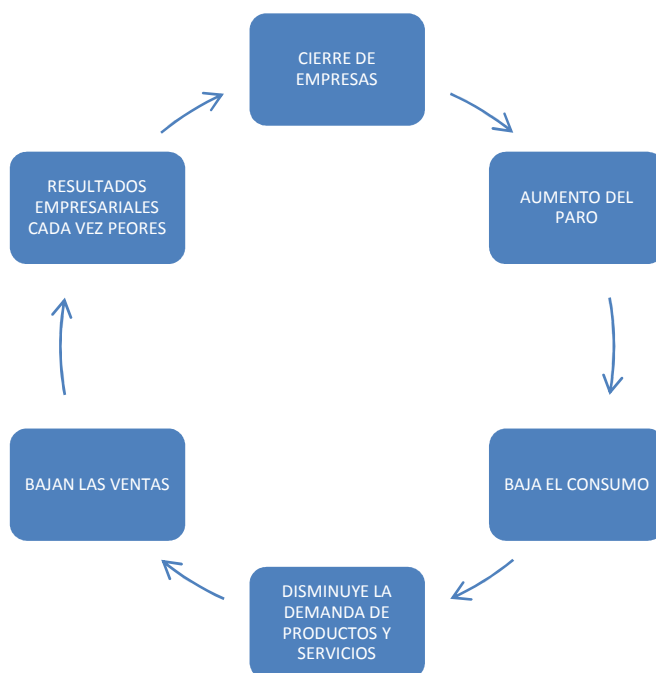 CIERRE DE
EMPRESAS
AUMENTO DEL
PARO
BAJA EL CONSUMO
DISMINUYE LA
DEMANDA DE
PRODUCTOS Y
SERVICIOS
BAJAN LAS VENTAS
RESULTADOS
EMPRESARIALES
CADA VEZ PEORES